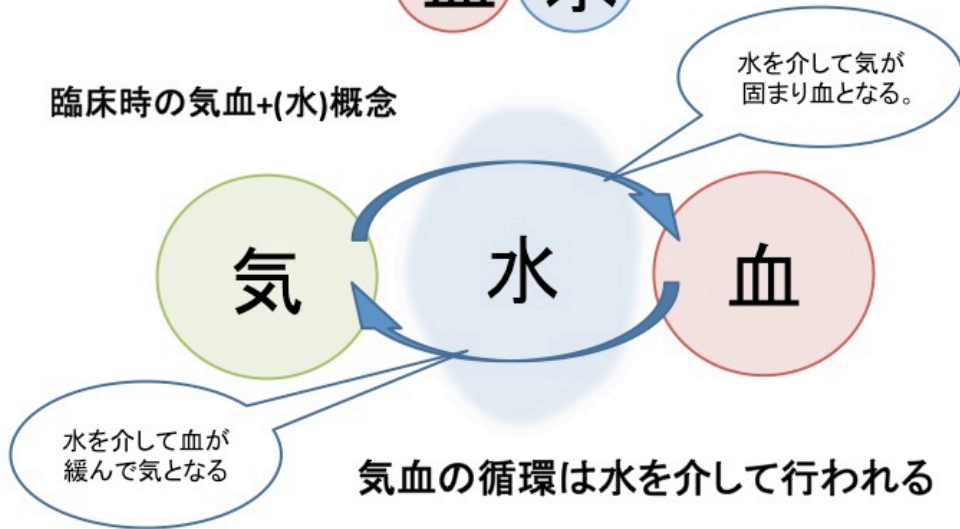 血 水
水を介して気が
固まり血となる。
臨床時の気血+(水)概念
気 水 血
水を介して血が
緩んで気となる
気血の循環は水を介して行われる